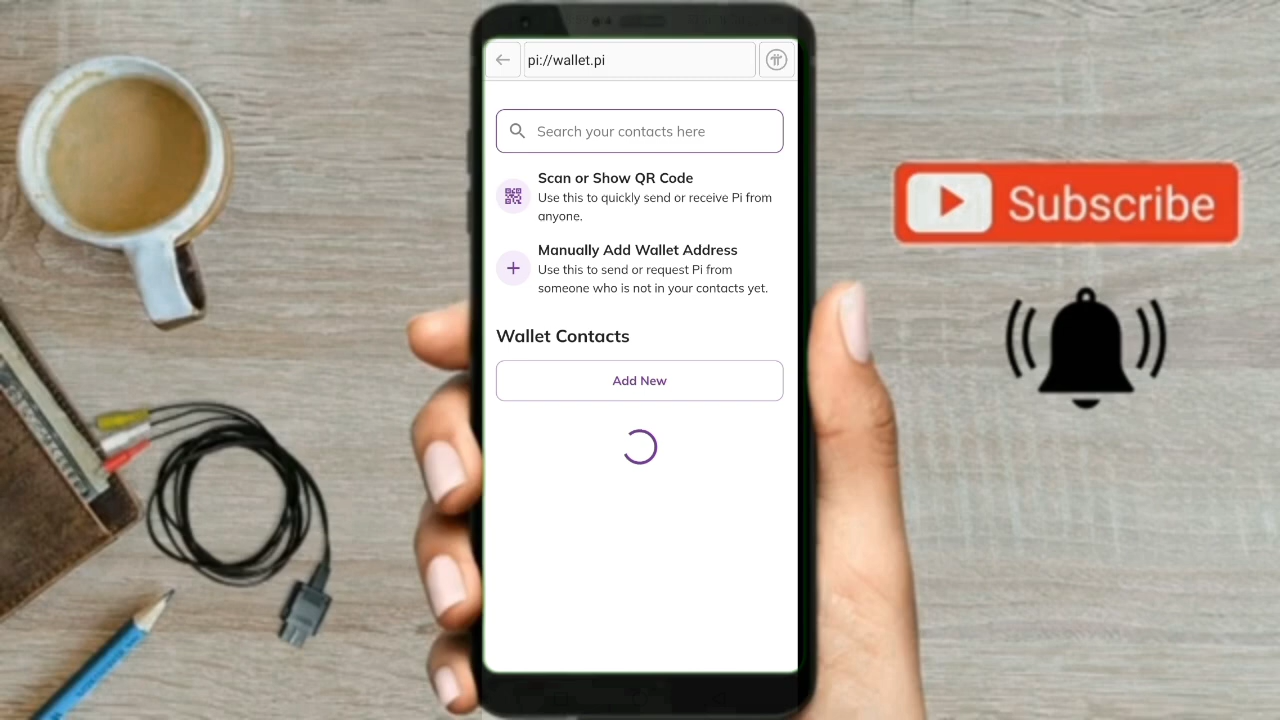 pi://wallet.pi
Search your contacts here
Scan or Show QR Code
Use this to quickly send or receive Pi from
anyone.
Manually Add Wallet Address
Use this to send or request Pi from
someone who is not in your contacts yet.
Wallet Contacts
Add New
Subscribe